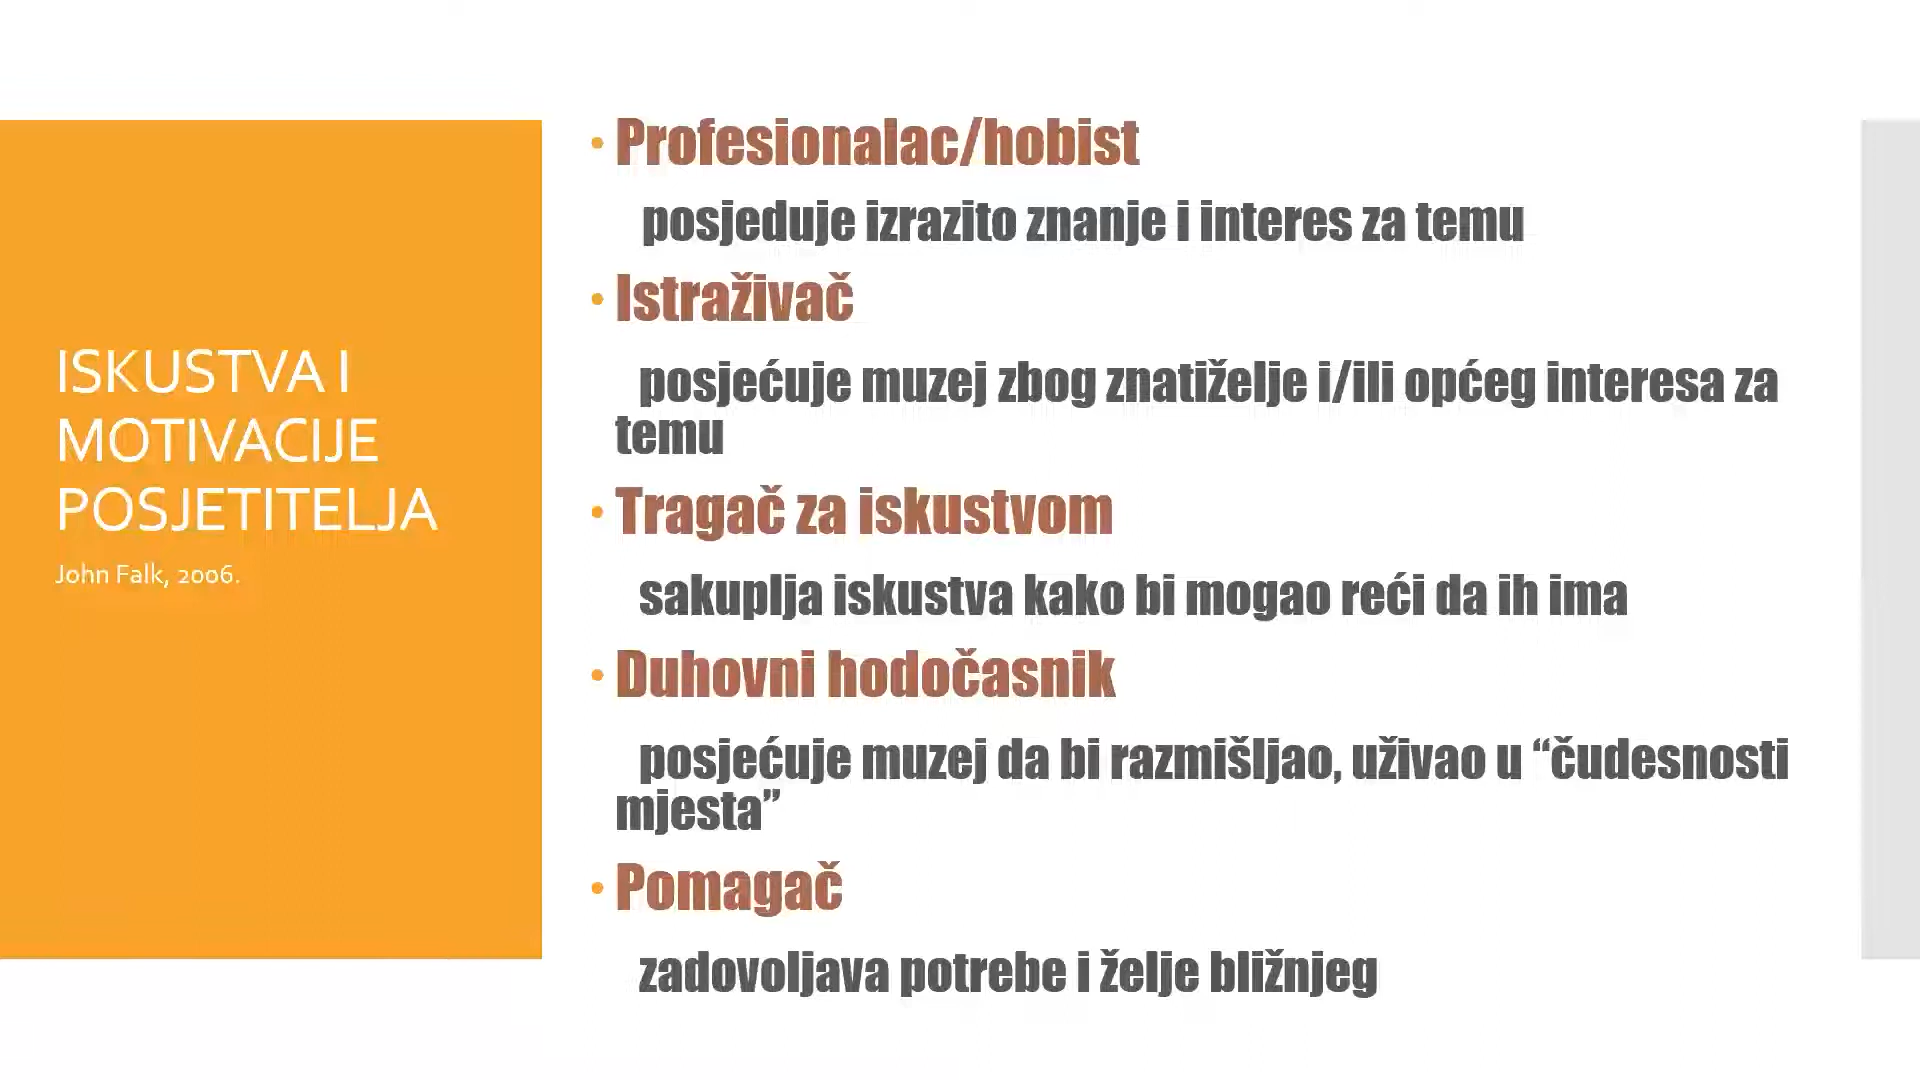 ISKUSTVA I
MOTIVACIJE
POSJETITELJA
John Falk, 2006.
• Profesionalac/hobist
posjeduje izrazito znanje i interes za temu
• Istraživač
posjećuje muzej zbog znatiželje i/ili općeg interesa za
temu
• Tragač za iskustvom
sakuplja iskustva kako bi mogao reći da ih ima
• Duhovni hodočasnik
posjećuje muzej da bi razmišljao, uživao u “čudesnosti
mjesta”
• Pomagač
zadovoljava potrebe i želje bližnjeg